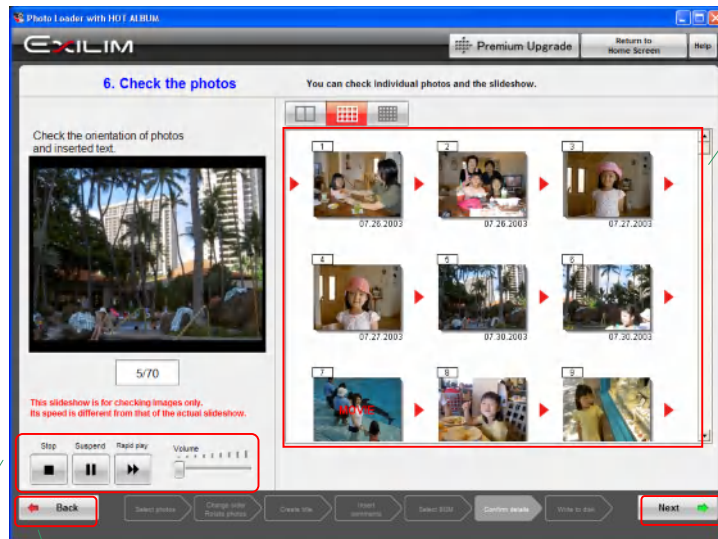 Photo Loader with HOT ALBUM
EXILIM
Premium Upgrade
Return to
Home Screen
Help
6. Check the photos
You can check individual photos and the slideshow.
Check the orientation of photos
and inserted text.
1
2
3
07.26.2003
07.26.2003
07.27.2003
4
5
6
07.27.2003
07.30.2003
07.30.2003
5/70
7
8
9
MOVIE
This slideshow is for checking images only.
Its speed is different from that of the actual slideshow.
Stop
Suspend
Rapid play
Volume
Back
Select photos
Change order/
Rotate photos
Create title
Insert
comments
Select BGM
Confirm details
Write to disk
Next